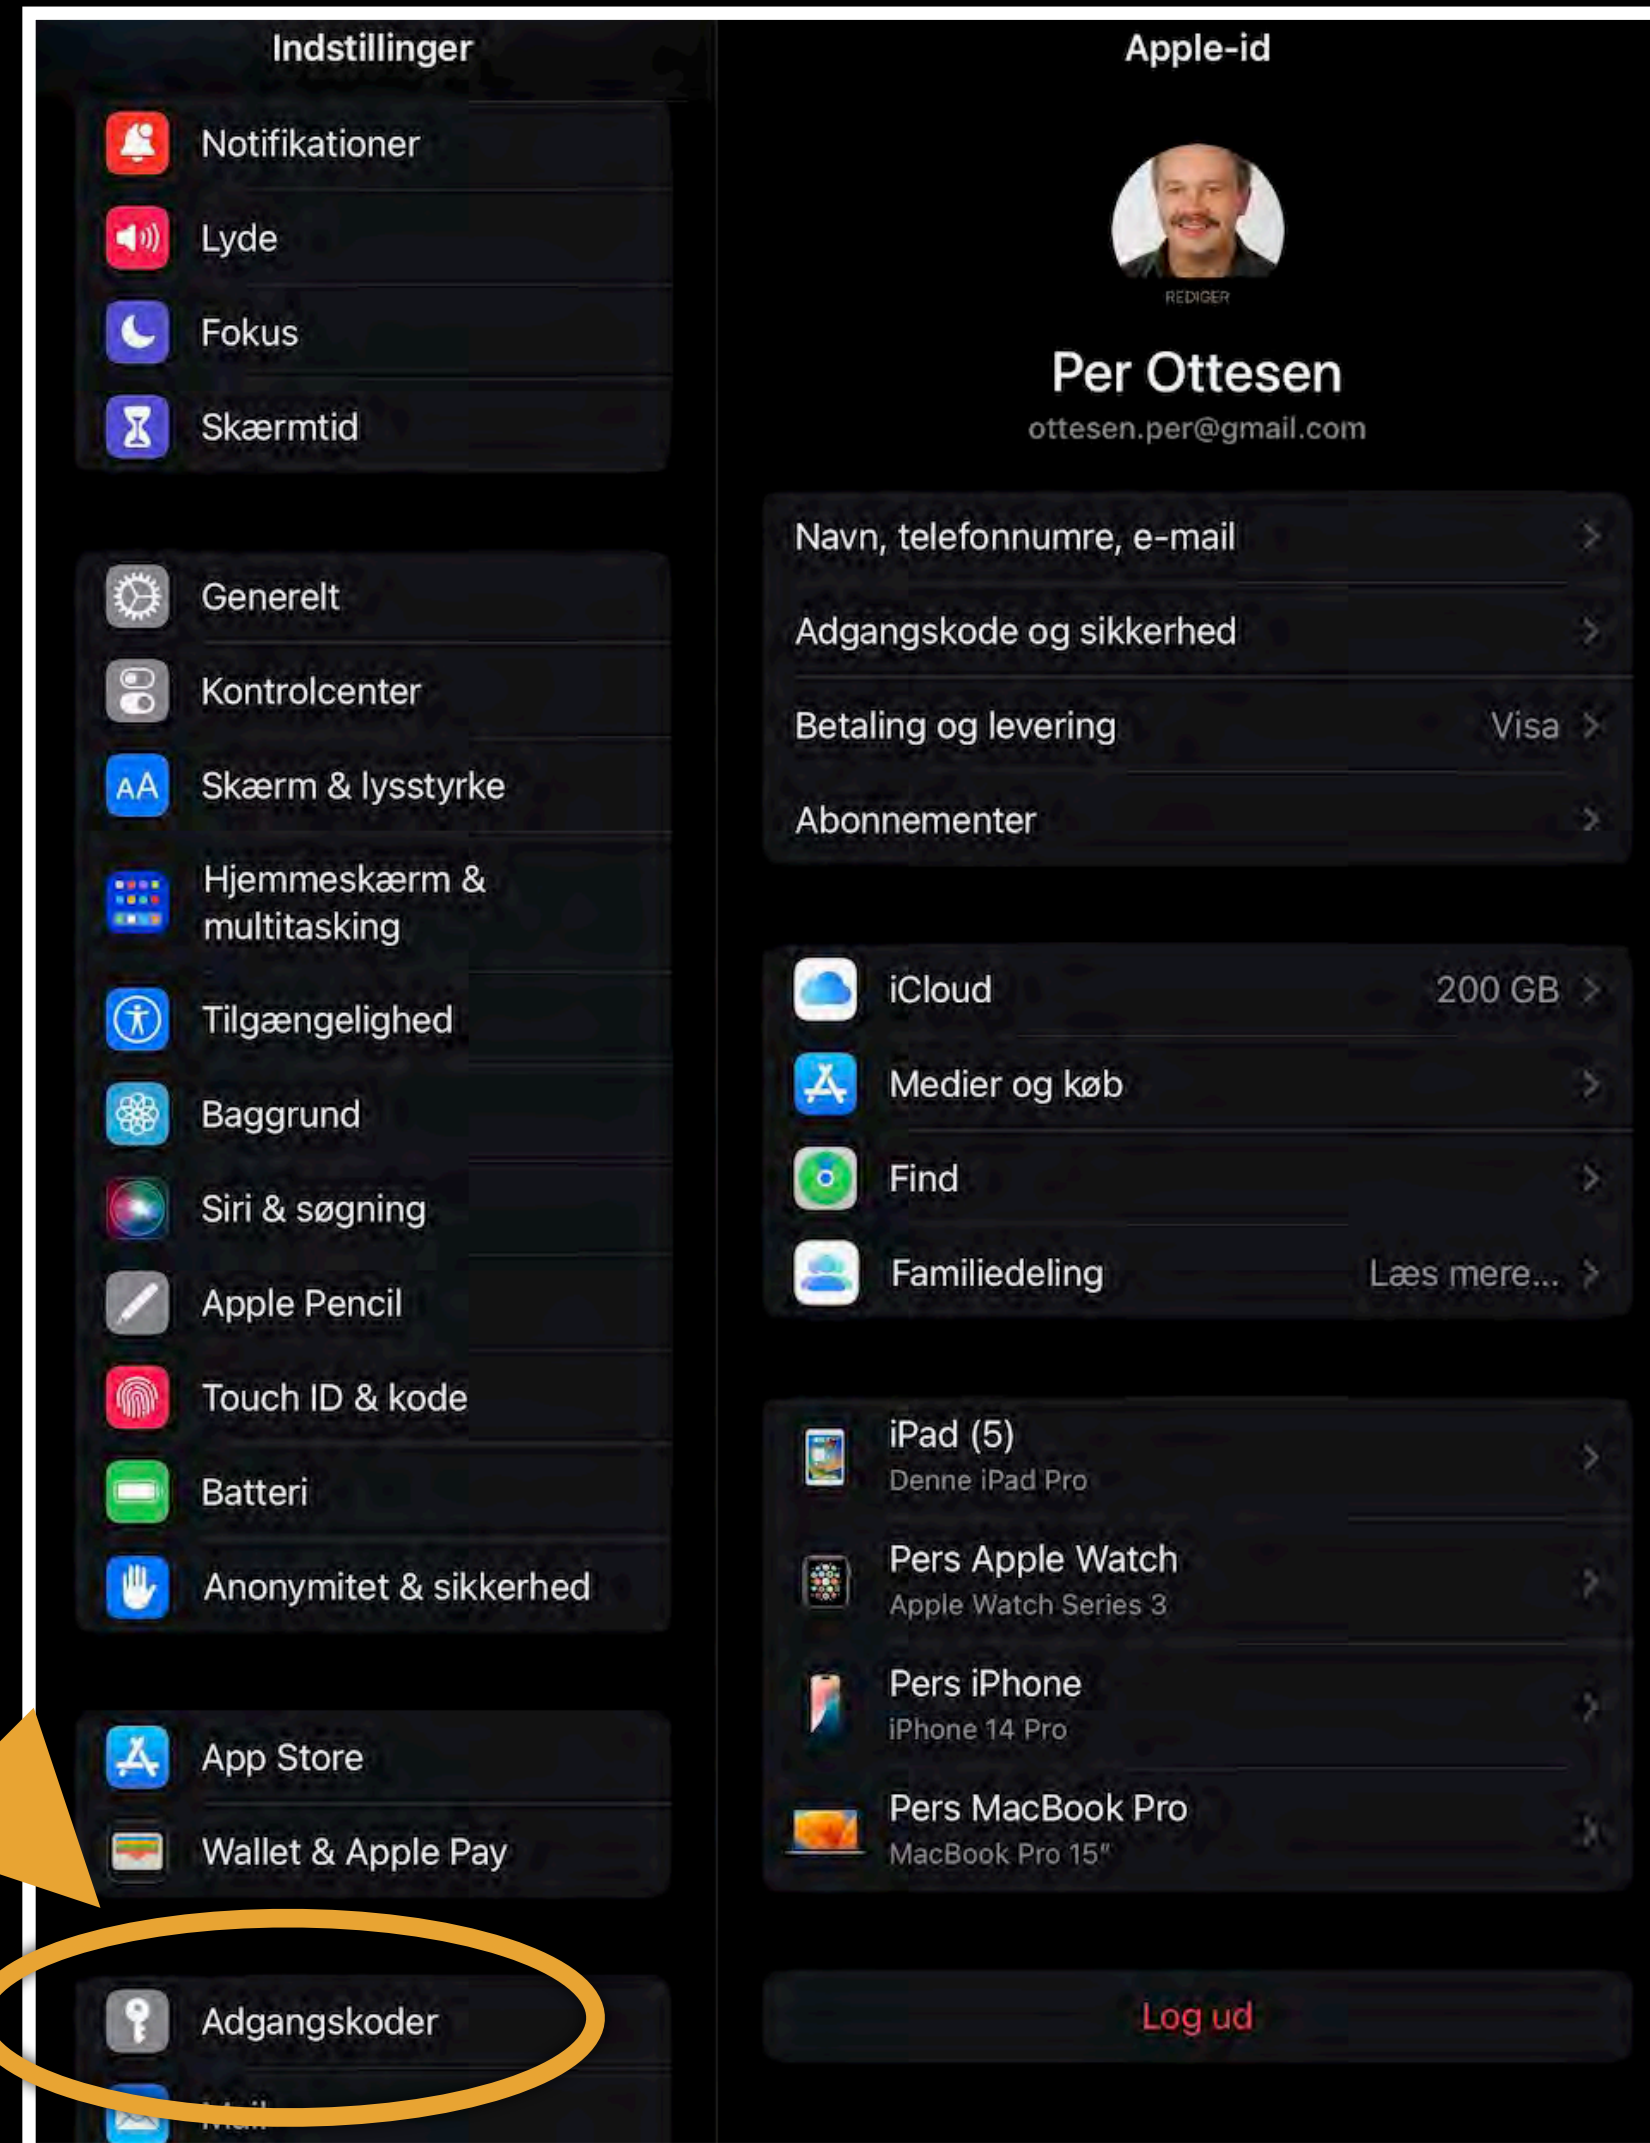 Indstillinger
Notifikationer
Lyde
Fokus
Skærmtid
Generelt
Kontrolcenter
AA
Skærm & lysstyrke
Hjemmeskærm &
multitasking
Tilgængelighed
Baggrund
Siri & søgning
Apple Pencil
Touch ID & kode
Batteri
Anonymitet & sikkerhed
App Store
Wallet & Apple Pay
Adgangskoder
Mail
Apple-id
REDIGER
Per Ottesen
ottesen.per@gmail.com
Navn, telefonnumre, e-mail
Adgangskode og sikkerhed
Betaling og levering Visa
Abonnementer
iCloud 200 GB
Medier og køb
Find
Familiedeling Læs mere...
iPad (5)
Denne iPad Pro
Pers Apple Watch
Apple Watch Series 3
Pers iPhone
iPhone 14 Pro
Pers MacBook Pro
MacBook Pro 15"
Log ud